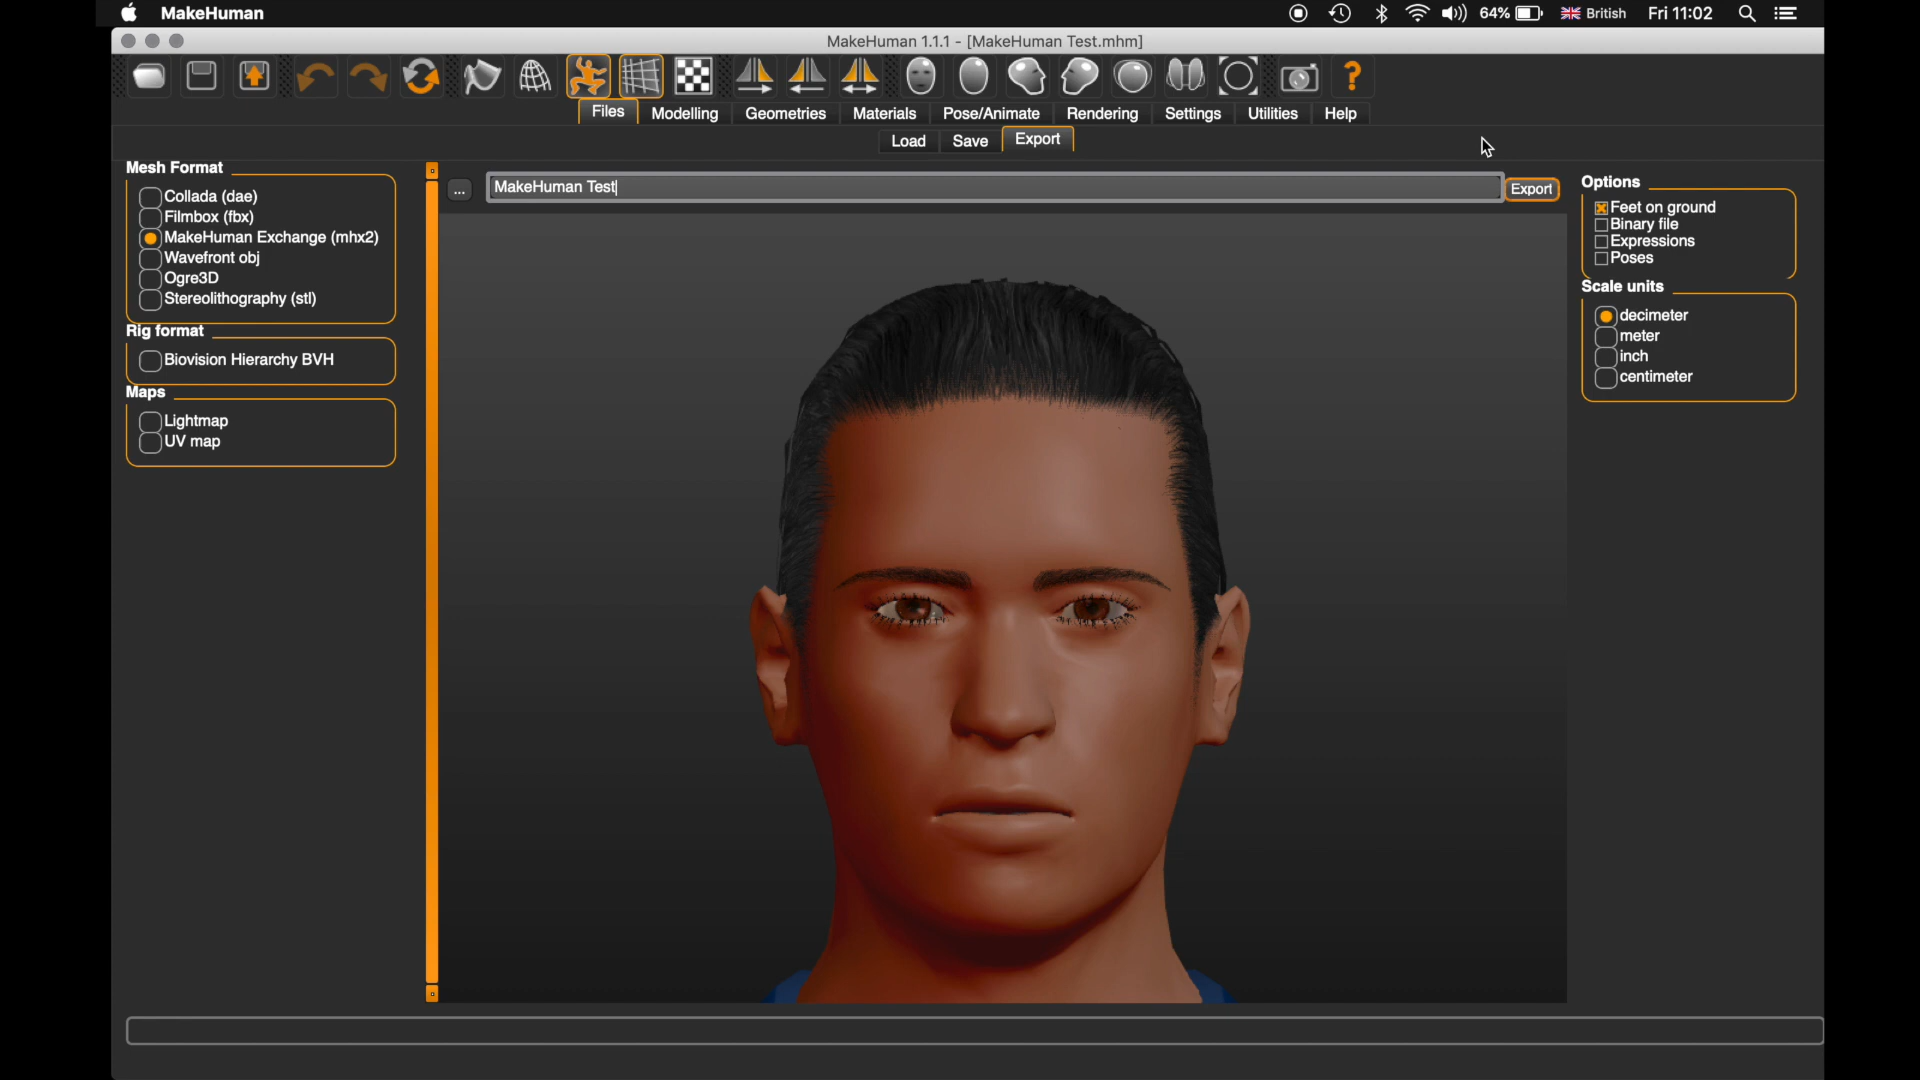 MakeHuman
64%
British
Fri 11:02
MakeHuman 1.1.1 - [MakeHuman Test.mhm]
?
Files
Modelling
Geometries
Materials
Pose/Animate
Rendering
Settings
Utilities
Help
Load
Save
Export
Mesh Format
Collada (dae)
Filmbox (fbx)
MakeHuman Exchange (mhx2)
Wavefront obj
Ogre3D
Stereolithography (stl)
Rig format
Biovision Hierarchy BVH
Maps
Lightmap
UV map
...
MakeHuman Test
Export
Options
Feet on ground
Binary file
Expressions
Poses
Scale units
decimeter
meter
inch
centimeter